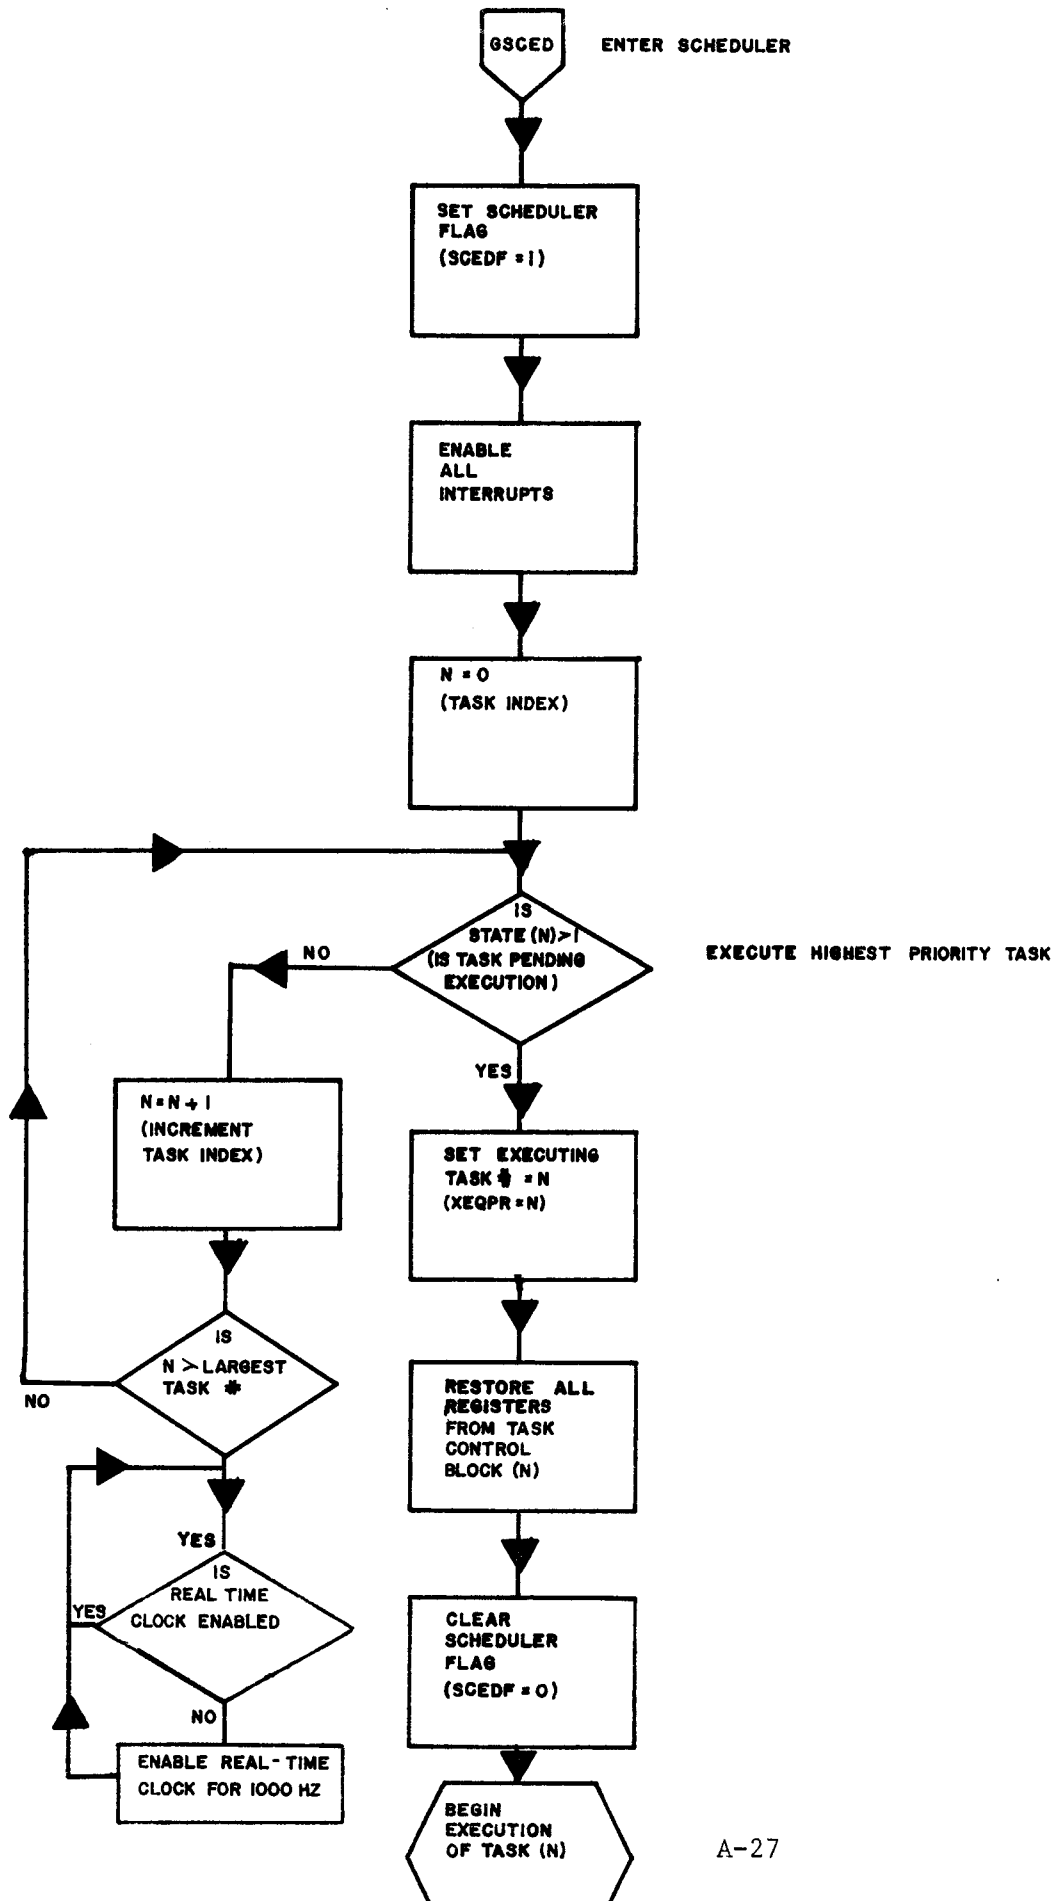 GSCED
ENTER SCHEDULER
SET SCHEDULER
FLAG
(SCEDF = 1)
ENABLE
ALL
INTERRUPTS
N = 0
(TASK INDEX)
IS
STATE (N) > 1
(IS TASK PENDING
EXECUTION)
EXECUTE HIGHEST PRIORITY TASK
NO
YES
N = N + 1
(INCREMENT
TASK INDEX)
SET EXECUTING
TASK # = N
(XEQPR = N)
IS
N > LARGEST
TASK #
NO
RESTORE ALL
REGISTERS
FROM TASK
CONTROL
BLOCK (N)
YES
IS
REAL TIME
CLOCK ENABLED
YES
NO
CLEAR
SCHEDULER
FLAG
(SCEDF = 0)
ENABLE REAL-TIME
CLOCK FOR 1000 HZ
BEGIN
EXECUTION
OF TASK (N)
A-27